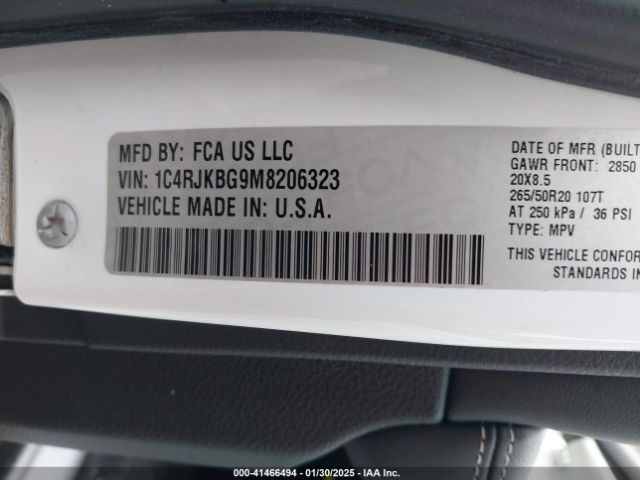 MFD BY: FCA US LLC
VIN: 1C4RJKBG9M8206323
VEHICLE MADE IN: U.S.A.
DATE OF MFR (BUILT
GAWR FRONT: 2850
20X8.5
265/50R20 107T
AT 250 kPa / 36 PSI
TYPE: MPV
THIS VEHICLE CONFOR
STANDARDS IN
000-41466494 - 01/30/2025 - IAA Inc.